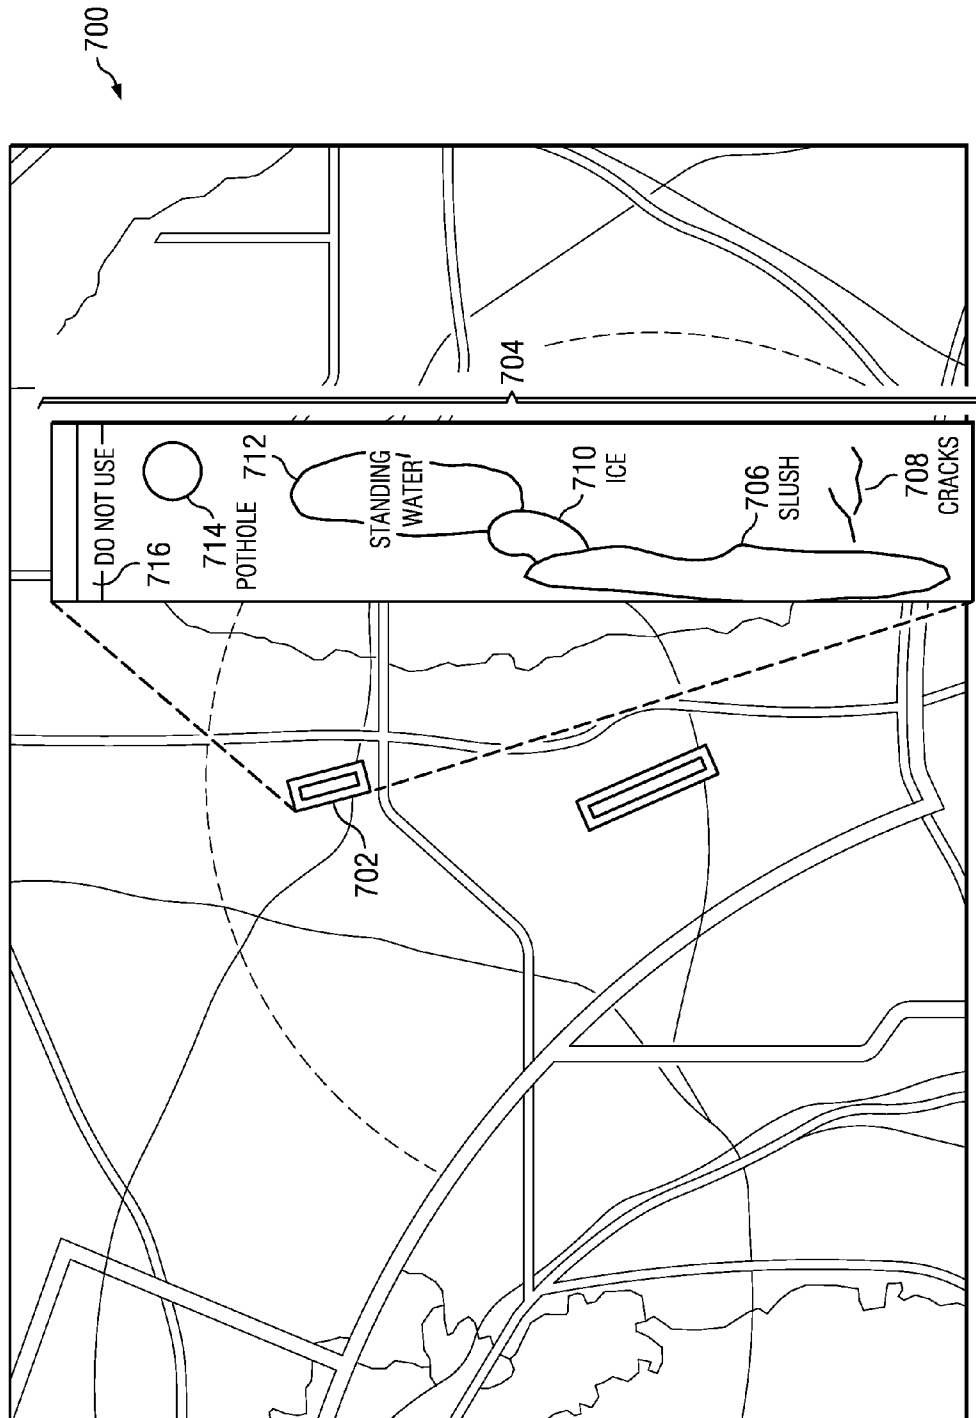 700
704
DO NOT USE
716
714
POTHOLE
712
STANDING
WATER
710
ICE
706
SLUSH
708
CRACKS
702